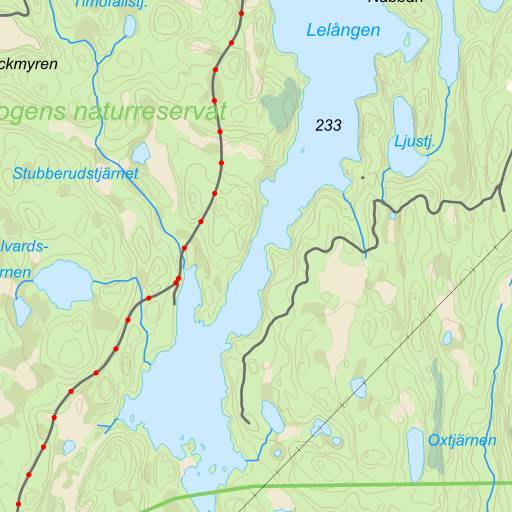 Lelången
ckmyren
ogens naturreservat
233
Ljustj.
Stubberudstjärnet
lvards-
rnen
Oxtjärnen